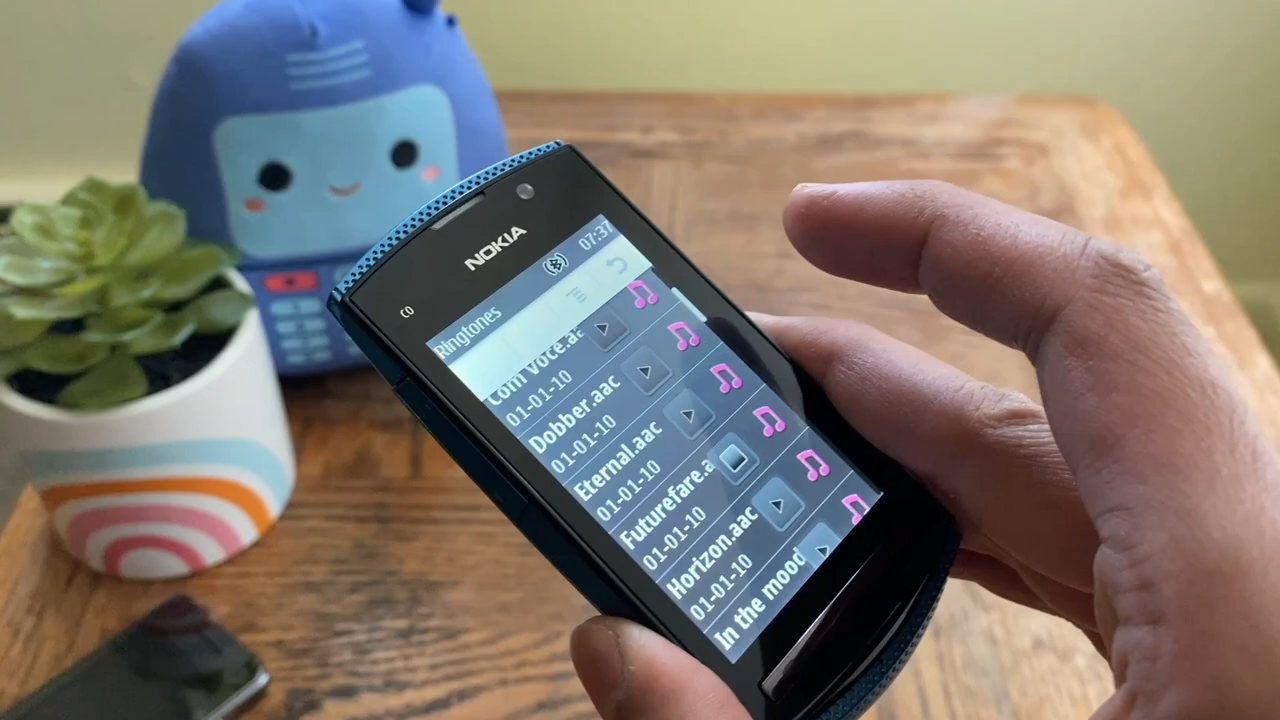 NOKIA
07:37
Ringtones
Com voce.a
01-01-10
Dobber.aac
01-01-10
Eternal.aac
01-01-10
Futurefare.a
01-01-10
Horizon.aac
01-01-10
In the mood